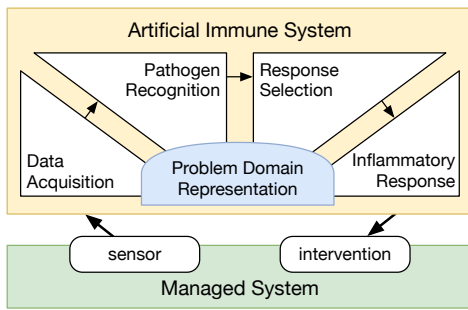 Artificial Immune System
Pathogen
Recognition
Response
Selection
Data
Acquisition
Problem Domain
Representation
Inflammatory
Response
sensor
intervention
Managed System